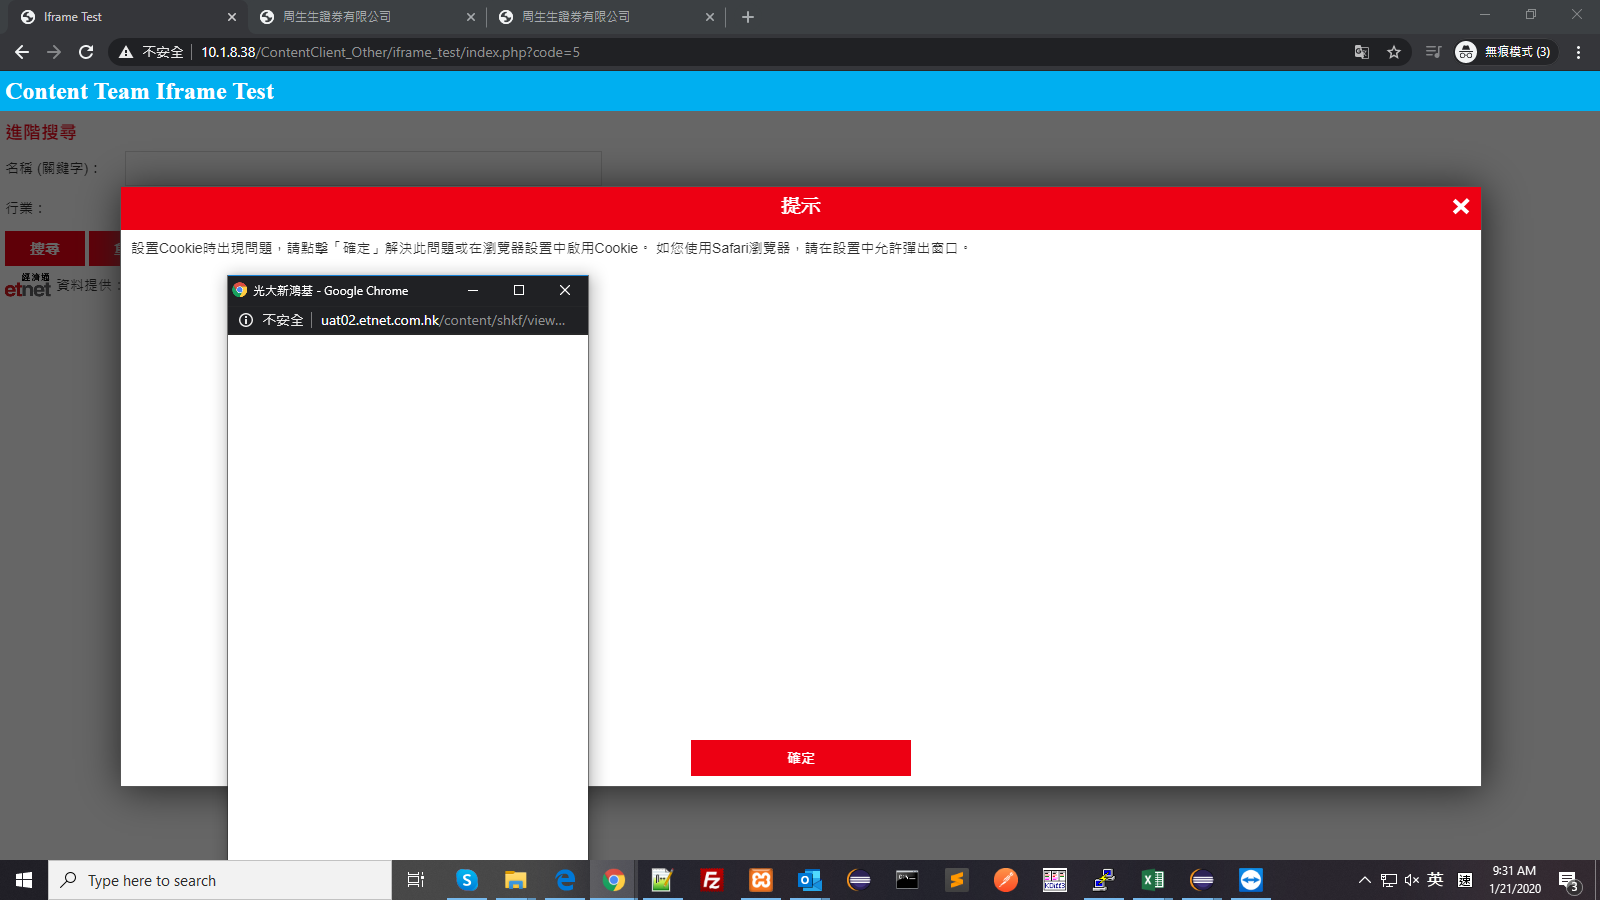 Iframe Test
周生生證券有限公司
周生生證券有限公司
不安全
10.1.8.38/ContentClient_Other/iframe_test/index.php?code=5
無痕模式 (3)
Content Team Iframe Test
進階搜尋
名稱 (關鍵字)：
行業：
搜尋
經濟通
etnet
資料提供：
提示
設置Cookie時出現問題，請點擊「確定」解決此問題或在瀏覽器設置中啟用Cookie。 如您使用Safari瀏覽器，請在設置中允許彈出窗口。
光大新鴻基 - Google Chrome
不安全
uat02.etnet.com.hk/content/shkf/view...
確定
Type here to search
英
速
9:31 AM
1/21/2020
3